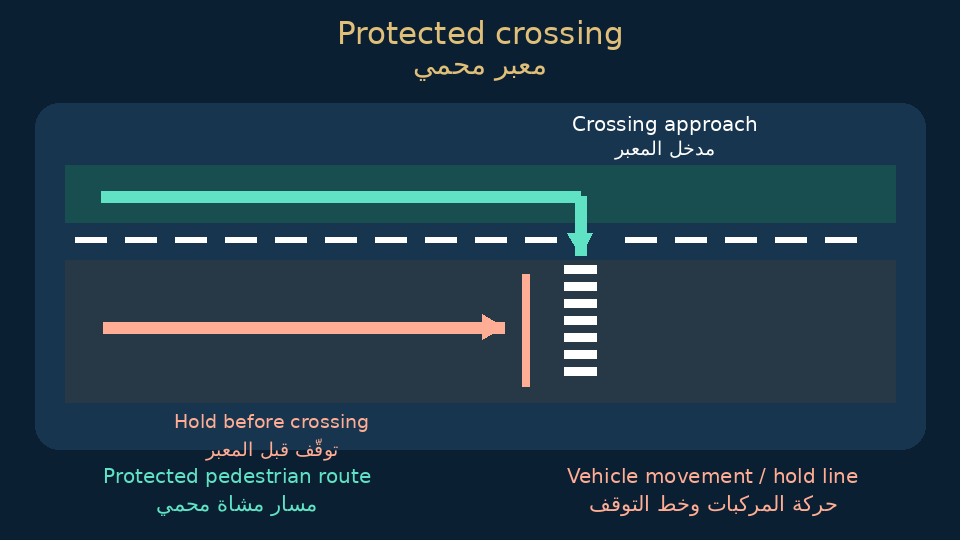 Protected crossing
معبر محمي
Crossing approach
مدخل المعبر
Hold before crossing
توقّف قبل المعبر
Protected pedestrian route
مسار مشاة محمي
Vehicle movement / hold line
حركة المركبات وخط التوقف